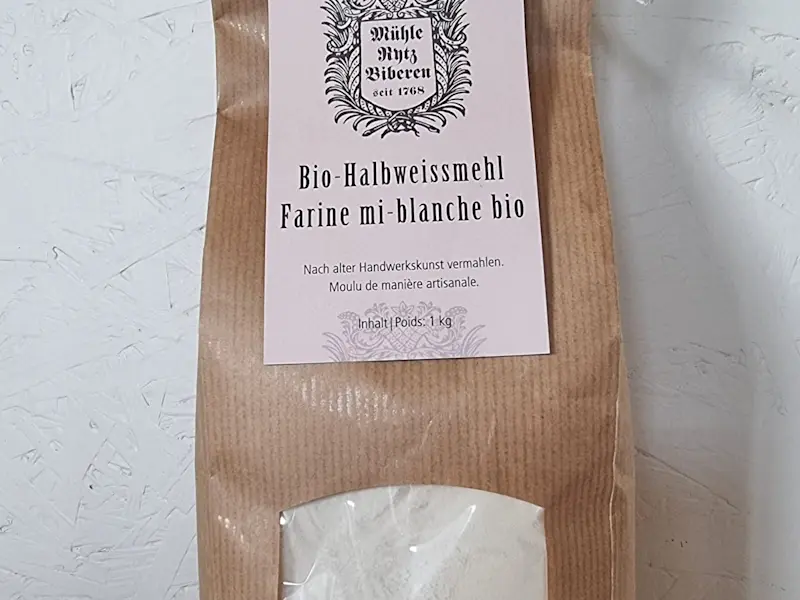 Mühle
Rytz
Biberen
seit 1768
Bio-Halbweissmehl
Farine mi-blanche bio
Nach alter Handwerkskunst vermahlen.
Moulu de manière artisanale.
Inhalt|Poids: 1 kg